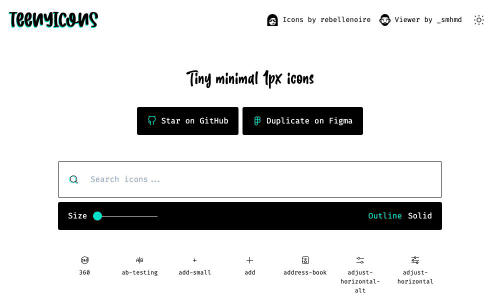 TEENYICONS
Icons by rebellenoire
Viewer by _smhmd
Tiny minimal 1px icons
Star on GitHub
Duplicate on Figma
Search icons...
Size
Outline
Solid
360
ab-testing
add-small
add
address-book
adjust-
horizontal-
alt
adjust-
horizontal